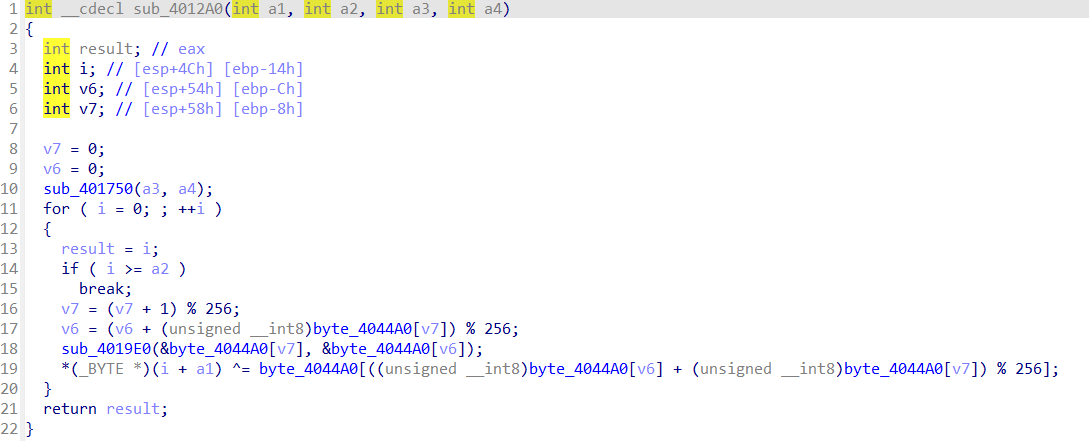 1 int __cdecl sub_4012A0(int a1, int a2, int a3, int a4)
2 {
3   int result; // eax
4   int i; // [esp+4Ch] [ebp-14h]
5   int v6; // [esp+54h] [ebp-Ch]
6   int v7; // [esp+58h] [ebp-8h]
7
8   v7 = 0;
9   v6 = 0;
10   sub_401750(a3, a4);
11   for ( i = 0; ; ++i )
12   {
13     result = i;
14     if ( i >= a2 )
15       break;
16     v7 = (v7 + 1) % 256;
17     v6 = (v6 + (unsigned __int8)byte_4044A0[v7]) % 256;
18     sub_4019E0(&byte_4044A0[v7], &byte_4044A0[v6]);
19     *(_BYTE *)(i + a1) ^= byte_4044A0[((unsigned __int8)byte_4044A0[v6] + (unsigned __int8)byte_4044A0[v7]) % 256];
20   }
21   return result;
22 }